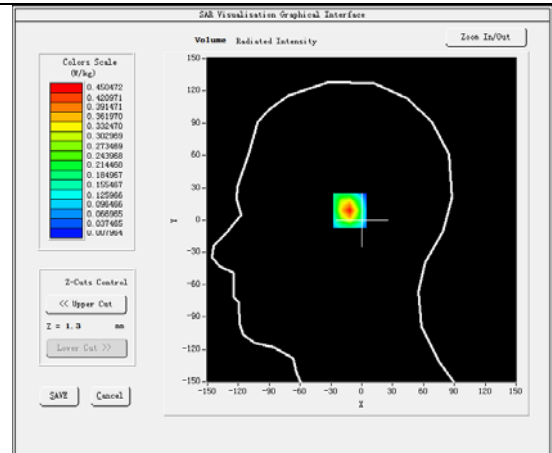 SAR Visualisation Graphical Interface
Volume Radiated Intensity
Zoom In/Out
Colors Scale
(W/kg)
0.450472
0.420971
0.391471
0.361970
0.332470
0.302969
0.273469
0.243968
0.214468
0.184967
0.155467
0.125966
0.096466
0.066965
0.037465
0.007964
Z-Cuts Control
<< Upper Cut
Z = 1.3 mm
Lower Cut >>
SAVE Cancel
150
120
90
60
30
0
-30
-60
-90
-120
-150
Y
-150 -120 -90 -60 -30 0 30 60 90 120 150
X